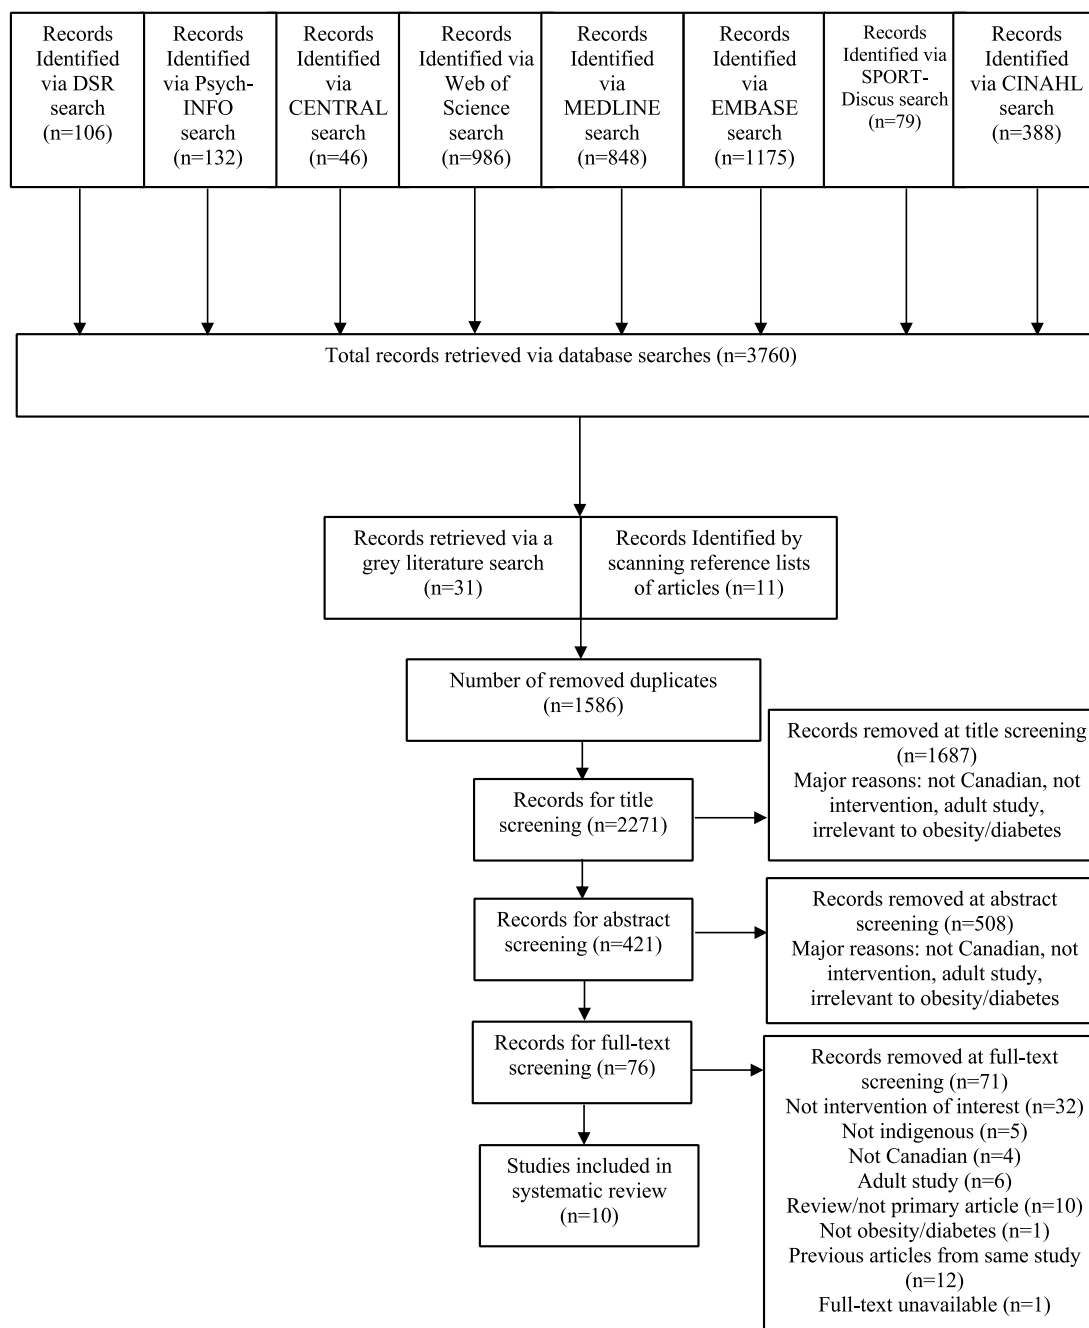 Records
Identified
via DSR
search
(n=106)
Records
Identified
via Psych-
INFO
search
(n=132)
Records
Identified
via
CENTRAL
search
(n=46)
Records
Identified via
Web of
Science
search
(n=986)
Records
Identified
via
MEDLINE
search
(n=848)
Records
Identified
via
EMBASE
search
(n=1175)
Records
Identified via
SPORT-
Discus search
(n=79)
Records
Identified
via CINAHL
search
(n=388)
Total records retrieved via database searches (n=3760)
Records retrieved via a
grey literature search
(n=31)
Records Identified by
scanning reference lists
of articles (n=11)
Number of removed duplicates
(n=1586)
Records for title
screening (n=2271)
Records removed at title screening
(n=1687)
Major reasons: not Canadian, not
intervention, adult study,
irrelevant to obesity/diabetes
Records for abstract
screening (n=421)
Records removed at abstract
screening (n=508)
Major reasons: not Canadian, not
intervention, adult study,
irrelevant to obesity/diabetes
Records for full-text
screening (n=76)
Records removed at full-text
screening (n=71)
Not intervention of interest (n=32)
Not indigenous (n=5)
Not Canadian (n=4)
Adult study (n=6)
Review/not primary article (n=10)
Not obesity/diabetes (n=1)
Previous articles from same study
(n=12)
Full-text unavailable (n=1)
Studies included in
systematic review
(n=10)